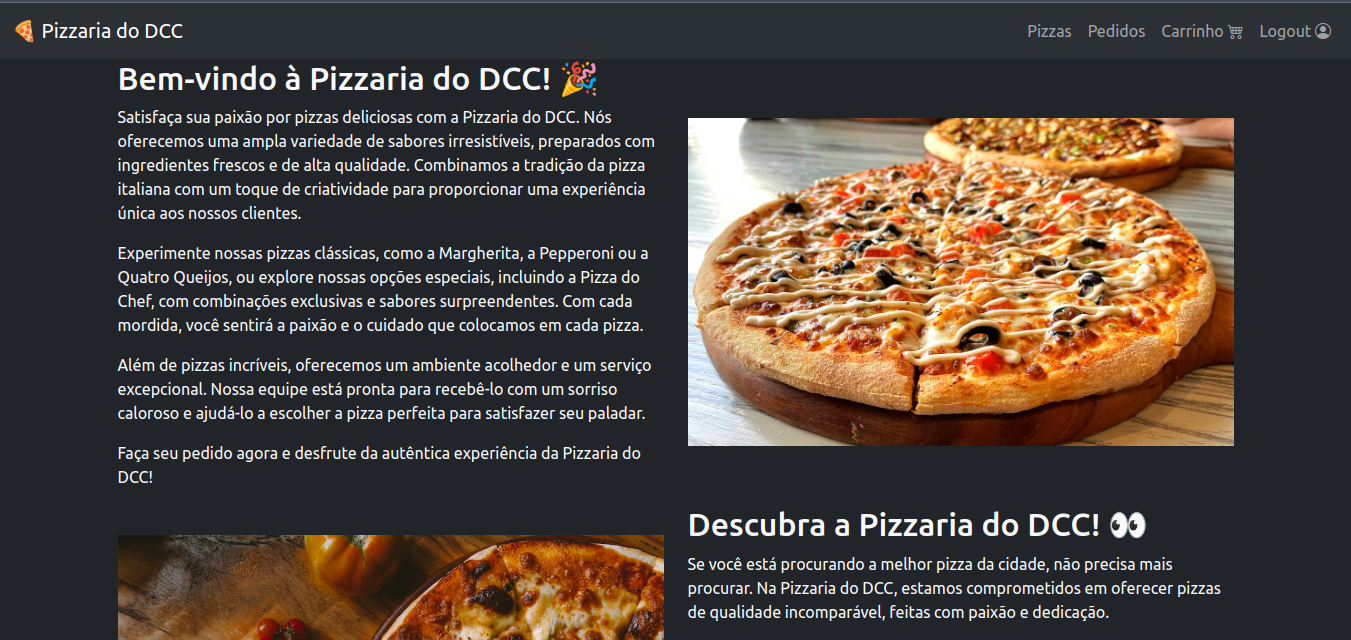 🍕 Pizzaria do DCC
Pizzas Pedidos Carrinho Logout
Bem-vindo à Pizzaria do DCC! 🎉
Satisfaça sua paixão por pizzas deliciosas com a Pizzaria do DCC. Nós
oferecemos uma ampla variedade de sabores irresistíveis, preparados com
ingredientes frescos e de alta qualidade. Combinamos a tradição da pizza
italiana com um toque de criatividade para proporcionar uma experiência
única aos nossos clientes.
Experimente nossas pizzas clássicas, como a Margherita, a Pepperoni ou a
Quatro Queijos, ou explore nossas opções especiais, incluindo a Pizza do
Chef, com combinações exclusivas e sabores surpreendentes. Com cada
mordida, você sentirá a paixão e o cuidado que colocamos em cada pizza.
Além de pizzas incríveis, oferecemos um ambiente acolhedor e um serviço
excepcional. Nossa equipe está pronta para recebê-lo com um sorriso
caloroso e ajudá-lo a escolher a pizza perfeita para satisfazer seu paladar.
Faça seu pedido agora e desfrute da autêntica experiência da Pizzaria do
DCC!
Descubra a Pizzaria do DCC! 👀
Se você está procurando a melhor pizza da cidade, não precisa mais
procurar. Na Pizzaria do DCC, estamos comprometidos em oferecer pizzas
de qualidade incomparável, feitas com paixão e dedicação.